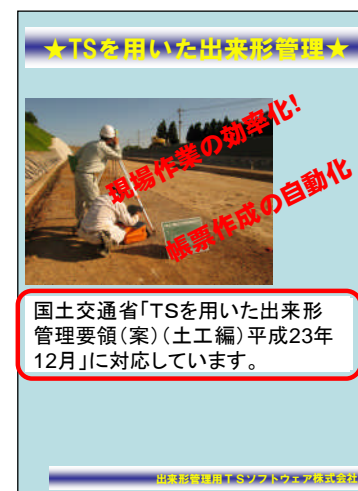 ★TSを用いた出来形管理★
現場作業の効率化!
帳票作成の自動化
国土交通省「TSを用いた出来形
管理要領(案)(土工編)平成23年
12月」に対応しています。
出来形管理用TSソフトウェア株式会社